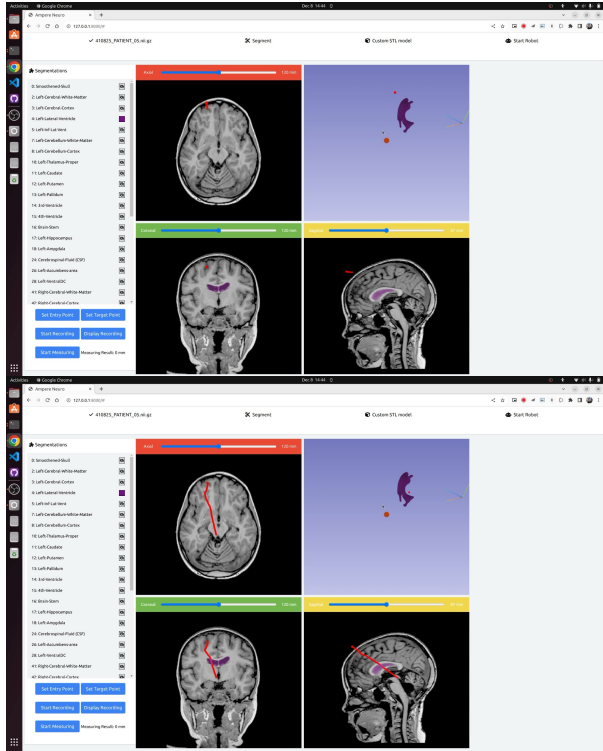 Activities Google Chrome Dec 8 14:44
Ampere Neuro
127.0.0.1
410825_PATIENT_05.nii.gz Segment Custom STL model Start Robot
Segmentations
Axial 120 mm
0: Smoothened-Skull
2: Left-Cerebral-White-Matter
3: Left-Cerebral-Cortex
4: Left-Lateral-Ventricle
5: Left-Inf-Lat-Vent
7: Left-Cerebellum-White-Matter
8: Left-Cerebellum-Cortex
10: Left-Thalamus-Proper
11: Left-Caudate
12: Left-Putamen
13: Left-Pallidum
14: 3rd-Ventricle
15: 4th-Ventricle
Coronal 120 mm Sagittal
16: Brain-Stem
17: Left-Hippocampus
18: Left-Amygdala
24: Cerebrospinal-Fluid (CSF)
26: Left-Accumbens-area
28: Left-VentralDC
41: Right-Cerebral-White-Matter
42: Right-Cerebral-Cortex
Set Entry Point Set Target Point
Start Recording Display Recording
Start Measuring Measuring Result: 0 mm
Activities Google Chrome Dec 8 14:44
Ampere Neuro
127.0.0.1
410825_PATIENT_05.nii.gz Segment Custom STL model Start Robot
Segmentations
Axial 120 mm
0: Smoothened-Skull
2: Left-Cerebral-White-Matter
3: Left-Cerebral-Cortex
4: Left-Lateral-Ventricle
5: Left-Inf-Lat-Vent
7: Left-Cerebellum-White-Matter
8: Left-Cerebellum-Cortex
10: Left-Thalamus-Proper
11: Left-Caudate
12: Left-Putamen
13: Left-Pallidum
14: 3rd-Ventricle
15: 4th-Ventricle
Coronal 120 mm Sagittal
16: Brain-Stem
17: Left-Hippocampus
18: Left-Amygdala
24: Cerebrospinal-Fluid (CSF)
26: Left-Accumbens-area
28: Left-VentralDC
41: Right-Cerebral-White-Matter
42: Right-Cerebral-Cortex
Set Entry Point Set Target Point
Start Recording Display Recording
Start Measuring Measuring Result: 0 mm